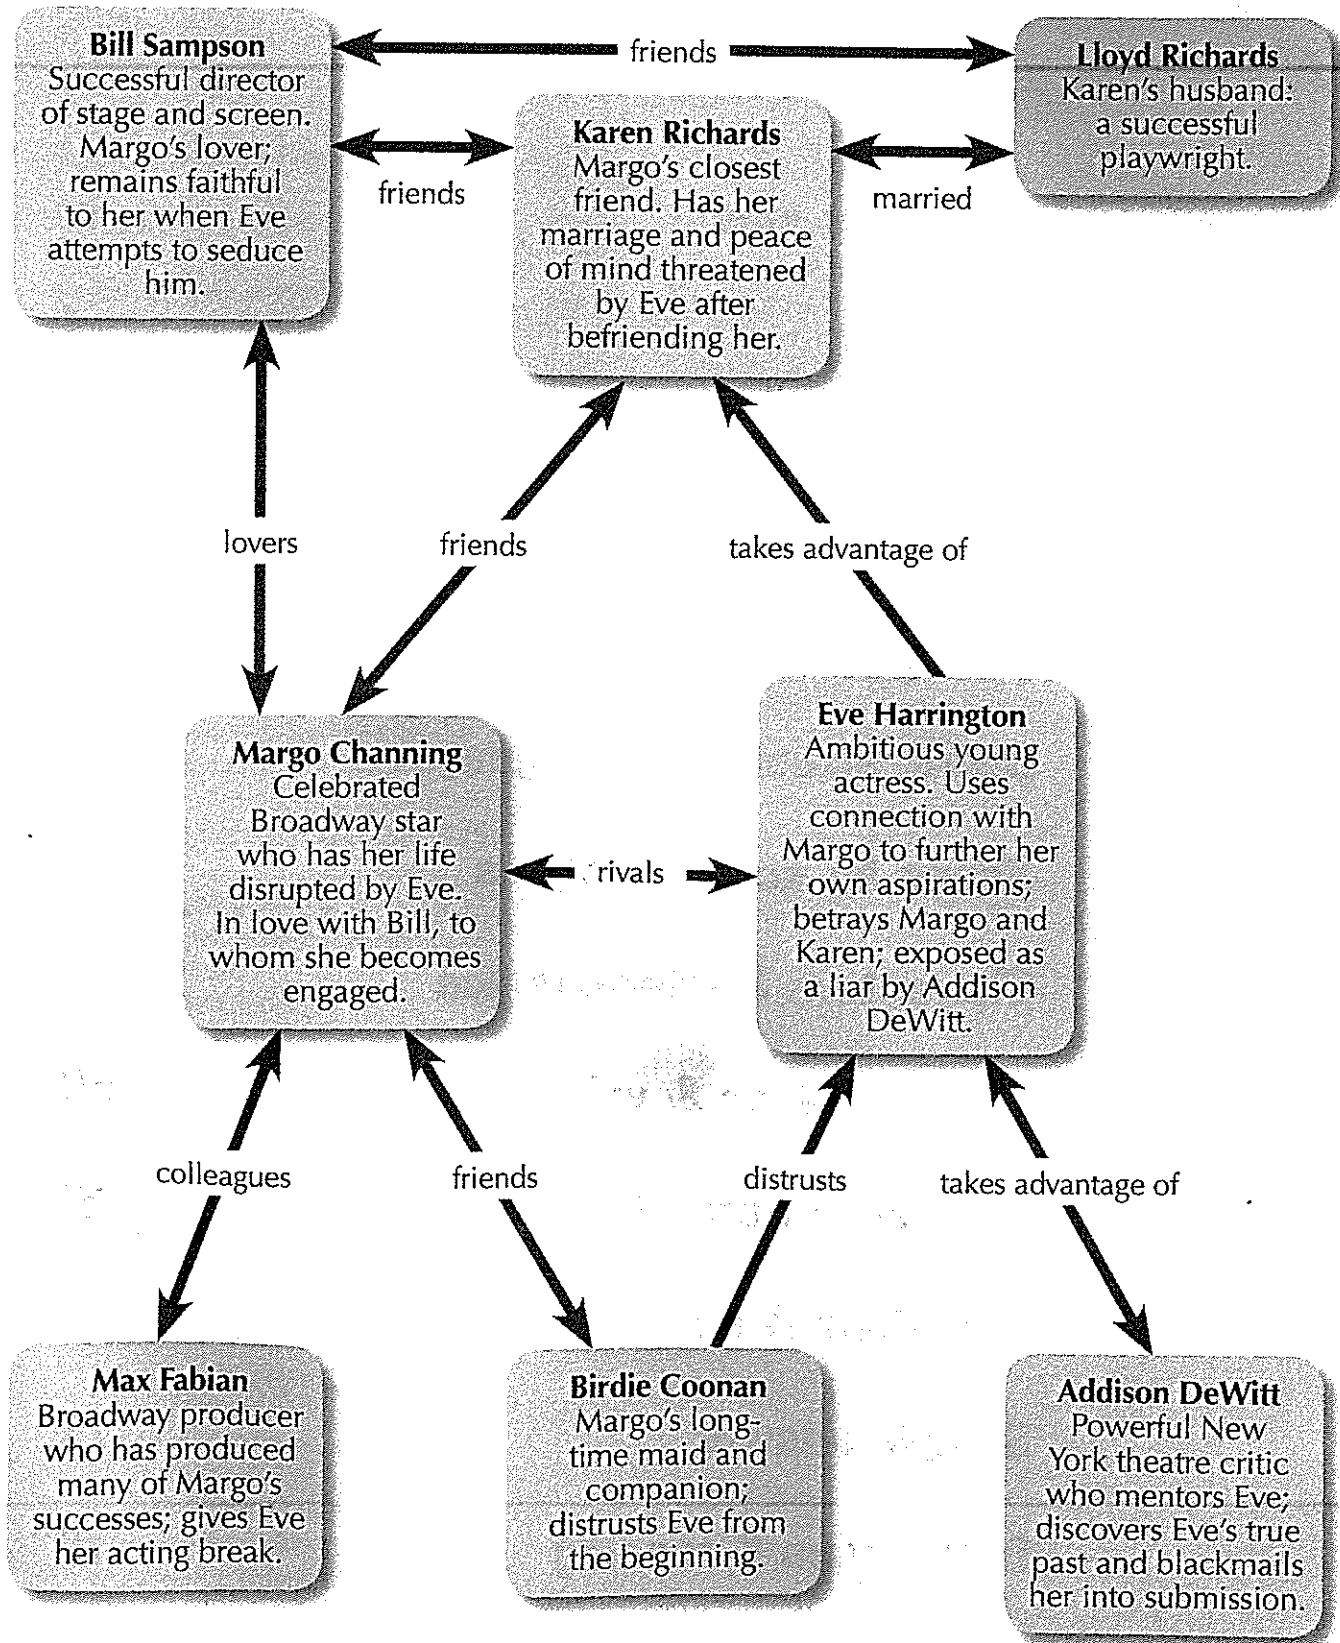 Bill Sampson
Successful director
of stage and screen.
Margo's lover;
remains faithful
to her when Eve
attempts to seduce
him.
friends
Lloyd Richards
Karen's husband:
a successful
playwright.
friends
Karen Richards
Margo's closest
friend. Has her
marriage and peace
of mind threatened
by Eve after
befriending her.
married
lovers
friends
takes advantage of
Margo Channing
Celebrated
Broadway star
who has her life
disrupted by Eve.
In love with Bill, to
whom she becomes
engaged.
rivals
Eve Harrington
Ambitious young
actress. Uses
connection with
Margo to further her
own aspirations;
betrays Margo and
Karen; exposed as
a liar by Addison
DeWitt.
colleagues
friends
distrusts
takes advantage of
Max Fabian
Broadway producer
who has produced
many of Margo's
successes; gives Eve
her acting break.
Birdie Coonan
Margo's long-
time maid and
companion;
distrusts Eve from
the beginning.
Addison DeWitt
Powerful New
York theatre critic
who mentors Eve;
discovers Eve's true
past and blackmails
her into submission.